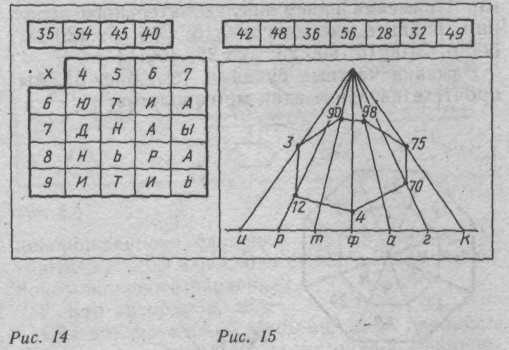 35 54 45 40
42 48 36 56 28 32 49
× 4 5 6 7
6 Ю Т И А
7 Д Н А Ы
8 Н Ь Р А
9 И Т И Ь
90 98
3 75
12 70
4
и р т ф а г к
Рис. 14
Рис. 15